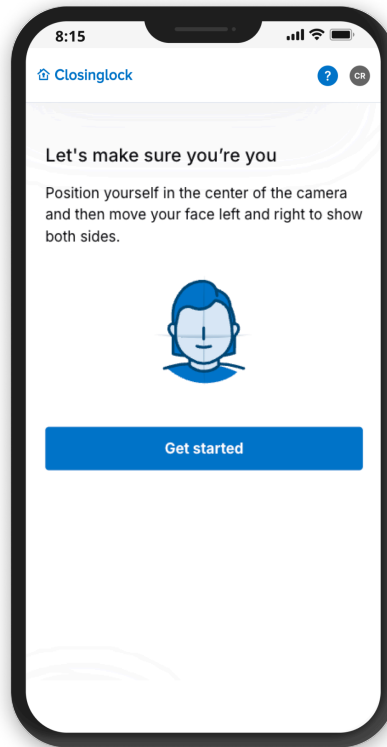 8:15
Closinglock
?
CR
Let's make sure you’re you
Position yourself in the center of the camera
and then move your face left and right to show
both sides.
Get started